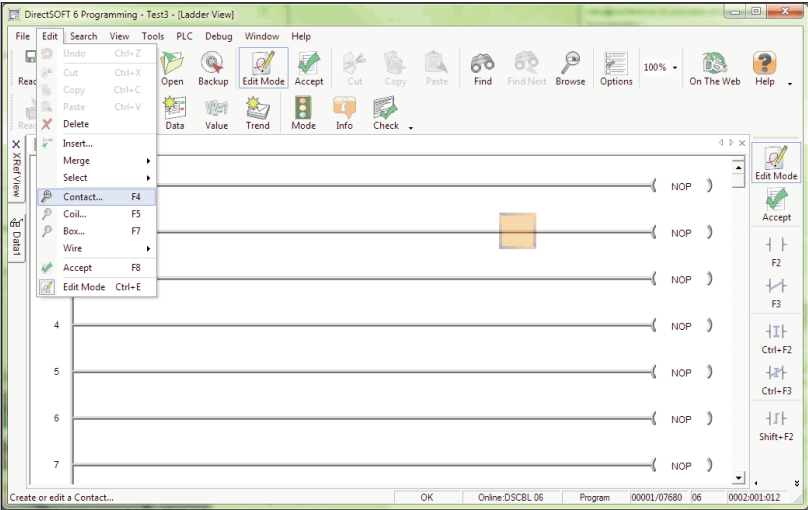 DirectSOFT 6 Programming - Test3 - [Ladder View]
File Edit Search View Tools PLC Debug Window Help
Undo Ctrl+Z
Cut Ctrl+X
Copy Ctrl+C
Paste Ctrl+V
Delete
Insert...
Merge
Select
Contact... F4
Coil... F5
Box... F7
Wire
Accept F8
Edit Mode Ctrl+E
Open Backup Edit Mode Accept Cut Copy Paste Find Find Next Browse Options 100% On The Web Help
Data Value Trend Mode Info Check
XRef View
Data1
NOP
NOP
NOP
4 NOP
5 NOP
6 NOP
7 NOP
Edit Mode
Accept
F2
F3
Ctrl+F2
Ctrl+F3
Shift+F2
Create or edit a Contact... OK Online:DSCBL 06 Program 00001/07680 06 0002:001:012